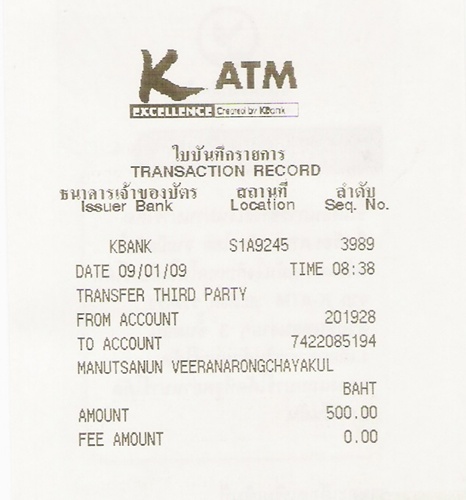 K ATM
EXCELLENCE Created by KBank
ใบบันทึกรายการ
TRANSACTION RECORD
ธนาคารเจ้าของบัตร สถานที่ ลำดับ
Issuer Bank Location Seq. No.
KBANK S1A9245 3989
DATE 09/01/09 TIME 08:38
TRANSFER THIRD PARTY
FROM ACCOUNT 201928
TO ACCOUNT 7422085194
MANUTSANUN VEERANARONGCHAYAKUL
BAHT
AMOUNT 500.00
FEE AMOUNT 0.00